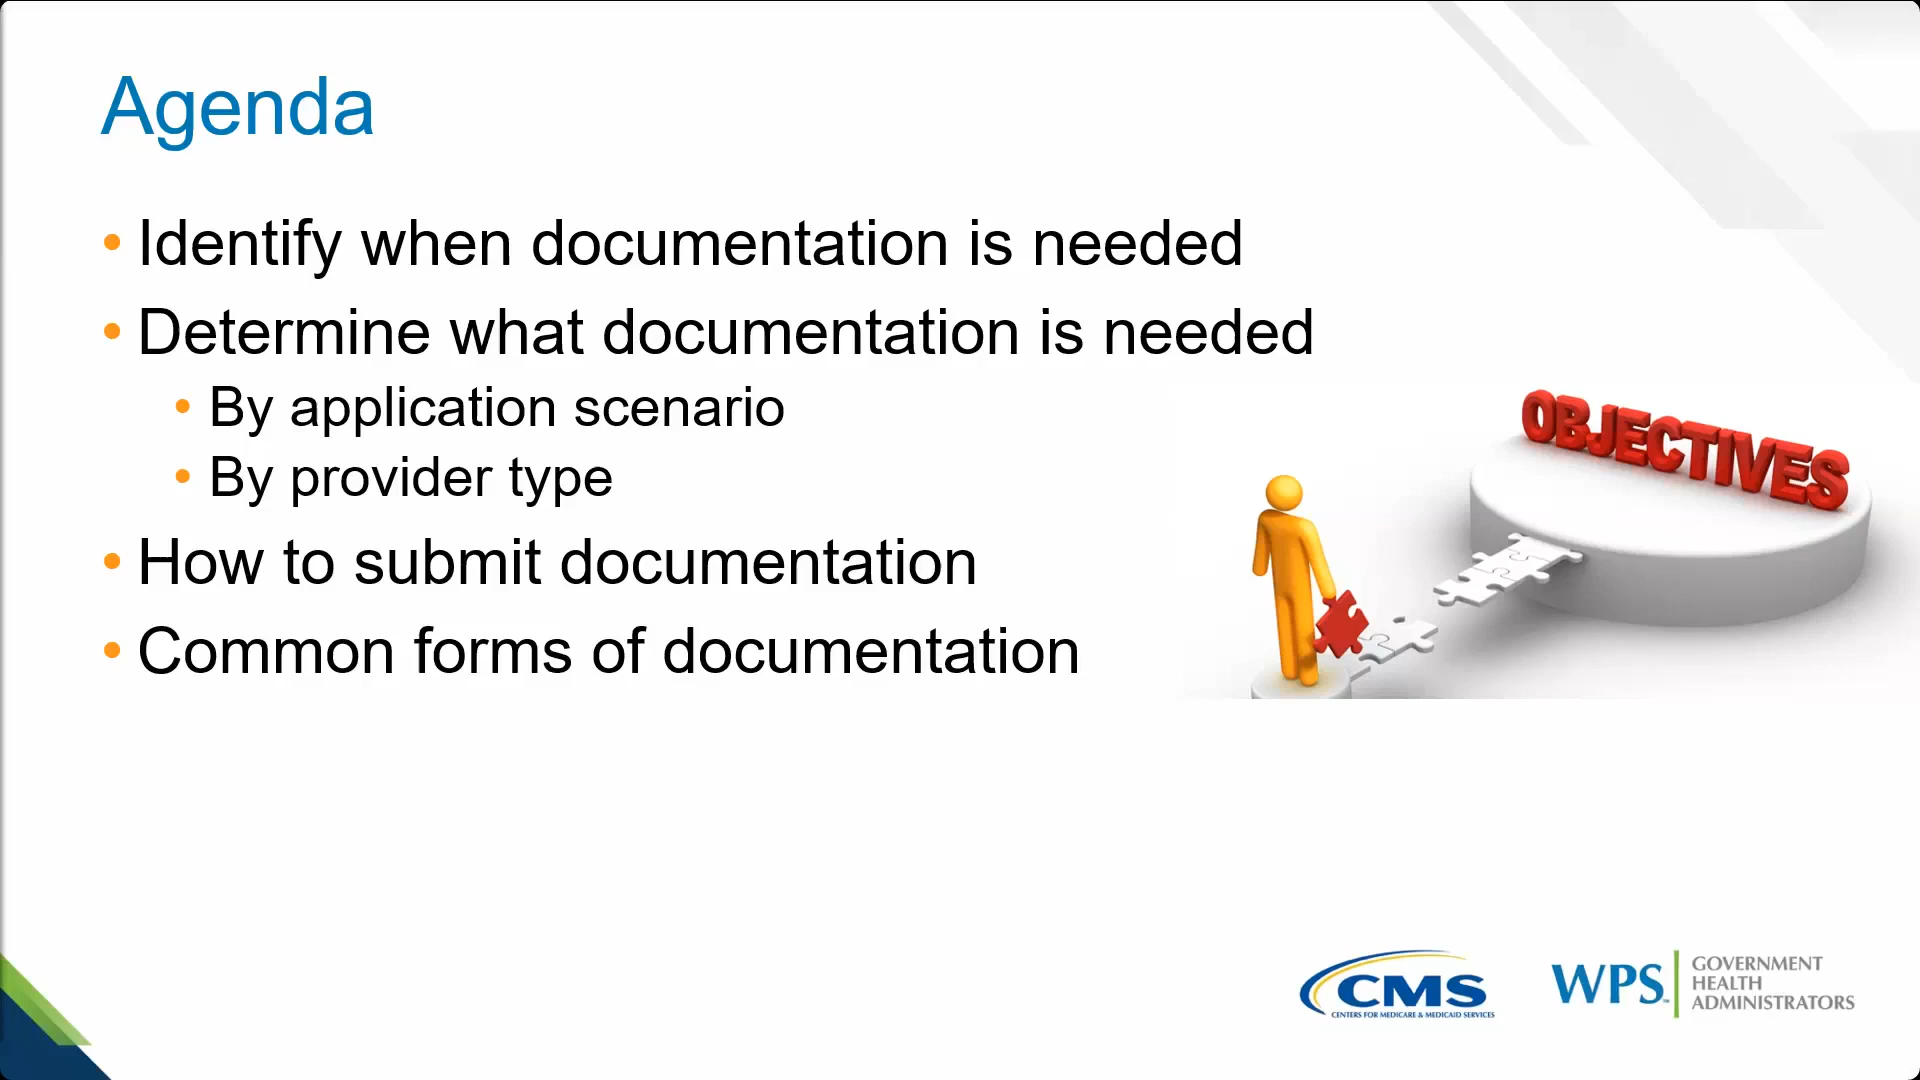 Agenda
• Identify when documentation is needed
• Determine what documentation is needed
• By application scenario
• By provider type
• How to submit documentation
• Common forms of documentation
OBJECTIVES
CMS
CENTERS FOR MEDICARE & MEDICAID SERVICES
WPS™
GOVERNMENT
HEALTH
ADMINISTRATORS